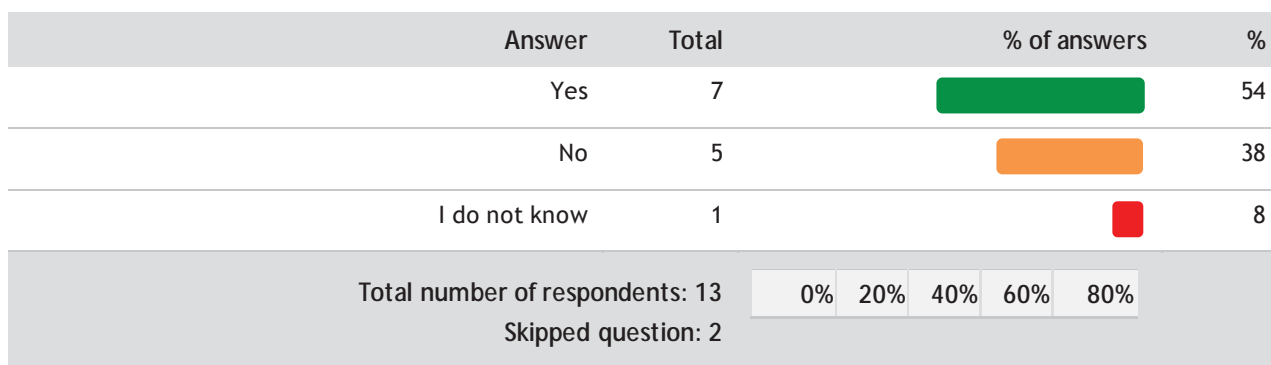 Answer Total % of answers %
Yes 7 54
No 5 38
I do not know 1 8
Total number of respondents: 13 0% 20% 40% 60% 80%
Skipped question: 2